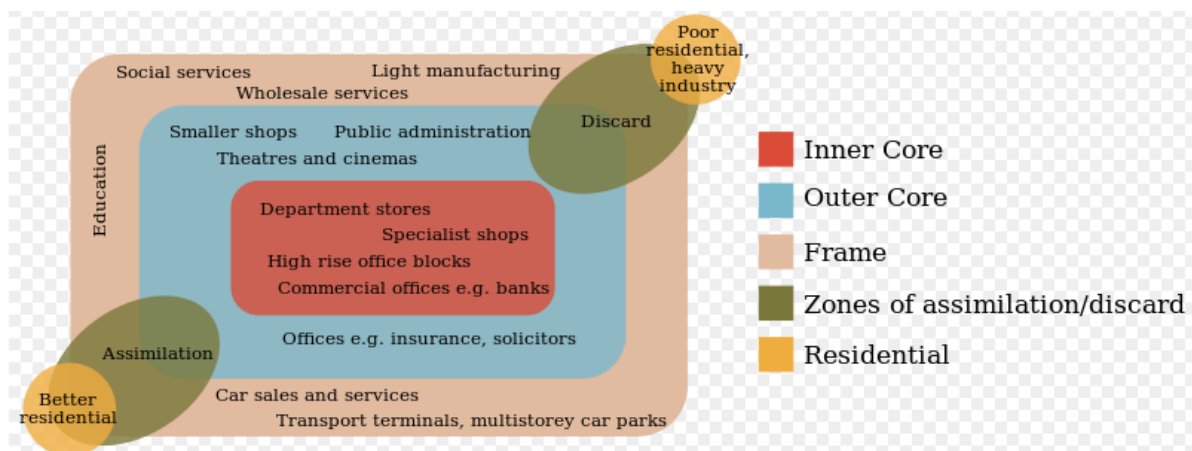 Poor
residential,
heavy
industry
Social services
Light manufacturing
Wholesale services
Discard
Smaller shops
Public administration
Theatres and cinemas
Education
Department stores
Specialist shops
High rise office blocks
Commercial offices e.g. banks
Offices e.g. insurance, solicitors
Assimilation
Car sales and services
Better
residential
Transport terminals, multistorey car parks
Inner Core
Outer Core
Frame
Zones of assimilation/discard
Residential